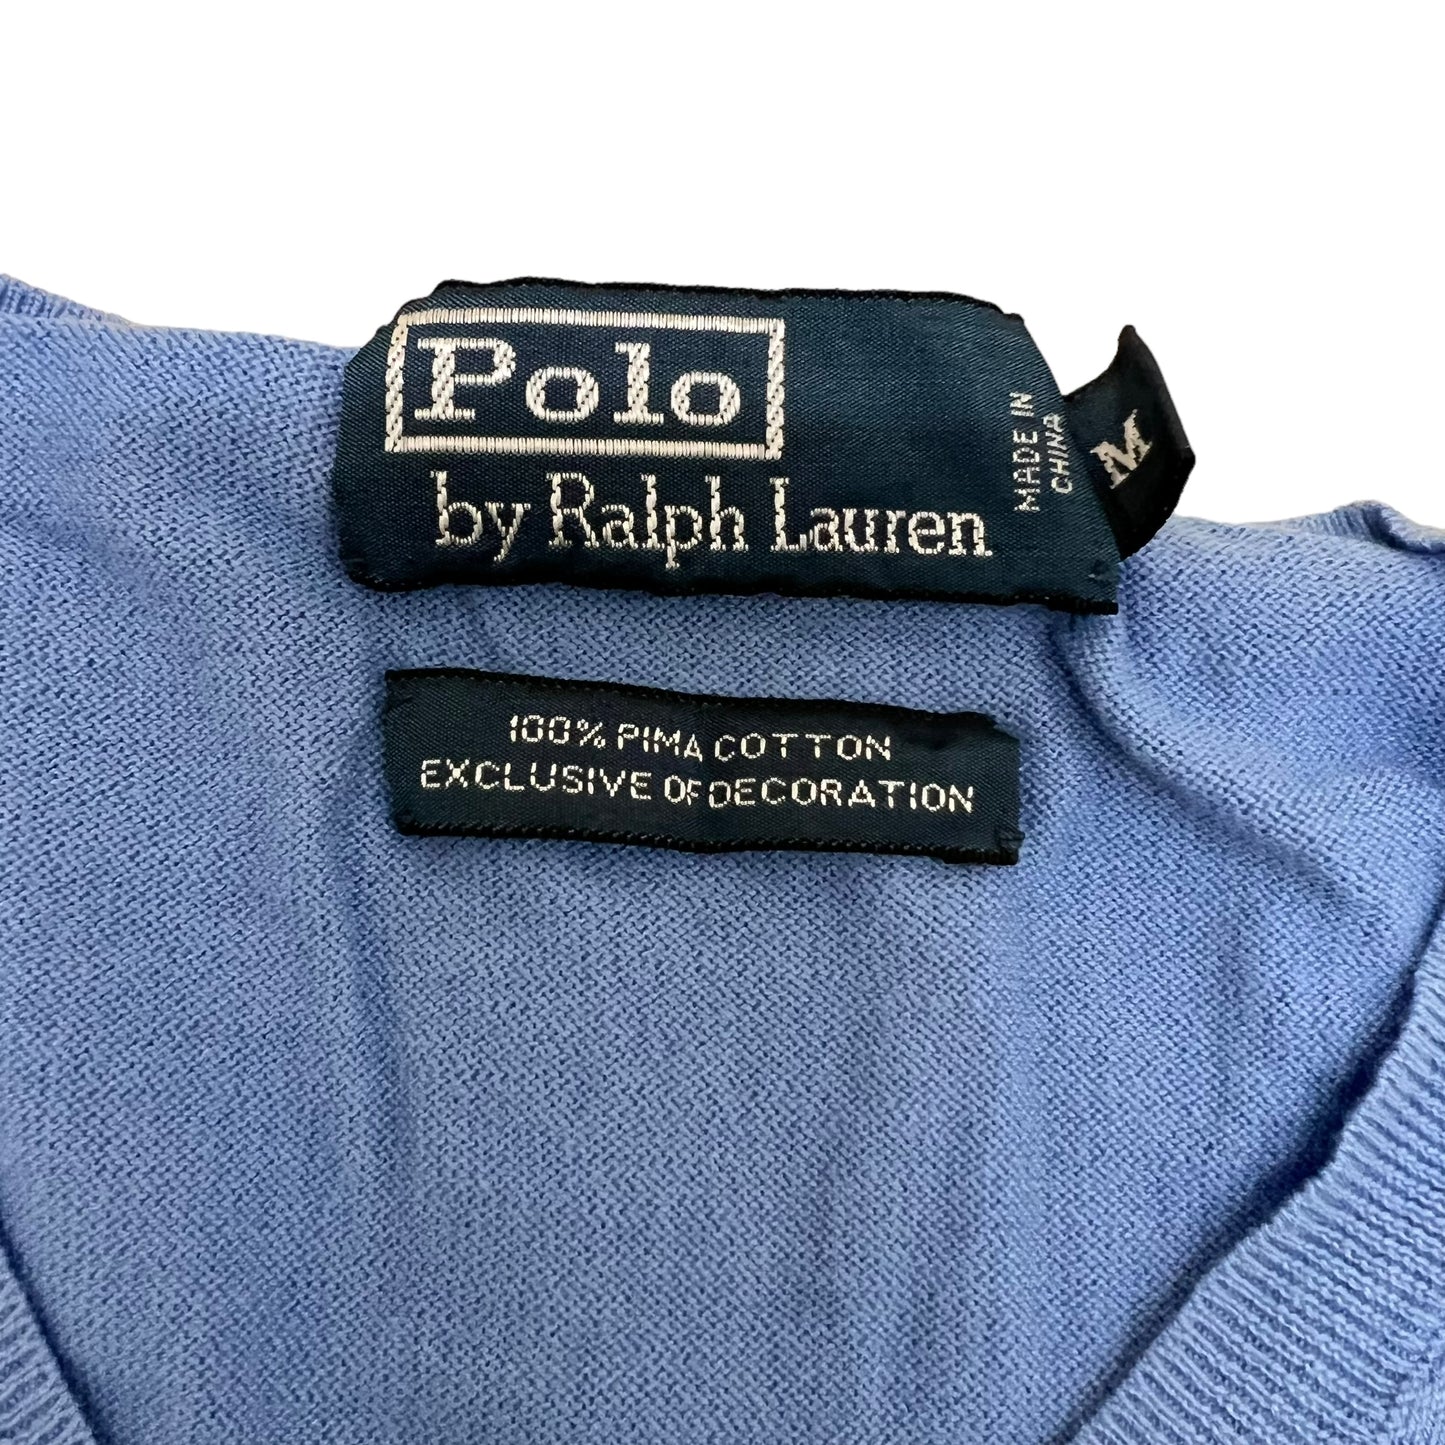 Polo
by Ralph Lauren
MADE IN
CHINA
M
100% PIMA COTTON
EXCLUSIVE OF DECORATION